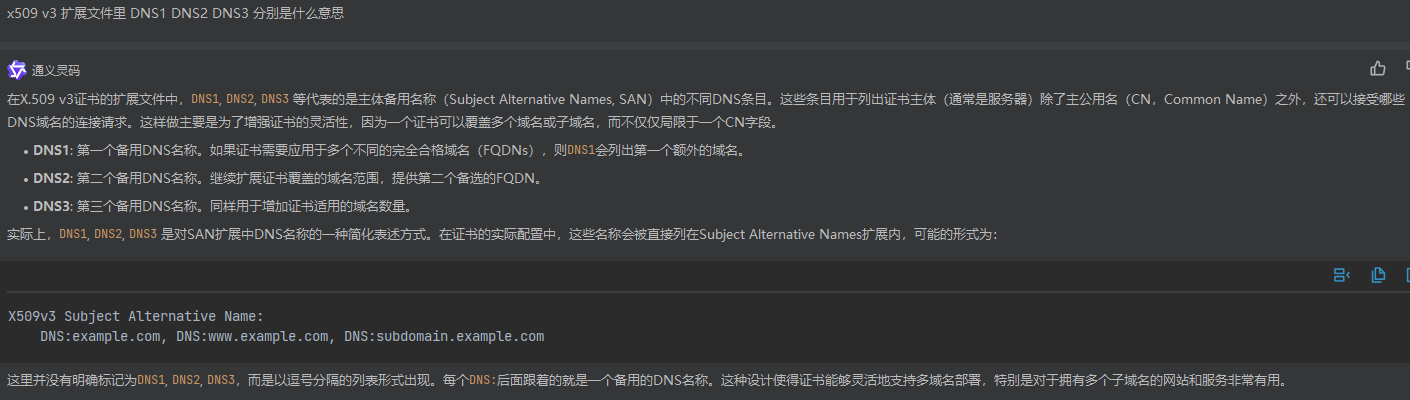 x509 v3 扩展文件里 DNS1 DNS2 DNS3 分别是什么意思
通义灵码
在X.509 v3证书的扩展文件中，DNS1, DNS2, DNS3 等代表的是主体备用名称（Subject Alternative Names, SAN）中的不同DNS条目。这些条目用于列出证书主体（通常是服务器）除了主公用名（CN，Common Name）之外，还可以接受哪些
DNS域名的连接请求。这样做主要是为了增强证书的灵活性，因为一个证书可以覆盖多个域名或子域名，而不仅仅局限于一个CN字段。
• DNS1: 第一个备用DNS名称。如果证书需要应用于多个不同的完全合格域名（FQDNs），则DNS1会列出第一个额外的域名。
• DNS2: 第二个备用DNS名称。继续扩展证书覆盖的域名范围，提供第二个备选的FQDN。
• DNS3: 第三个备用DNS名称。同样用于增加证书适用的域名数量。
实际上，DNS1, DNS2, DNS3 是对SAN扩展中DNS名称的一种简化表述方式。在证书的实际配置中，这些名称会被直接列在Subject Alternative Names扩展内，可能的形式为：
X509v3 Subject Alternative Name:
DNS:example.com, DNS:www.example.com, DNS:subdomain.example.com
这里并没有明确标记为DNS1, DNS2, DNS3，而是以逗号分隔的列表形式出现。每个DNS:后面跟着的就是一个备用的DNS名称。这种设计使得证书能够灵活地支持多域名部署，特别是对于拥有多个子域名的网站和服务非常有用。